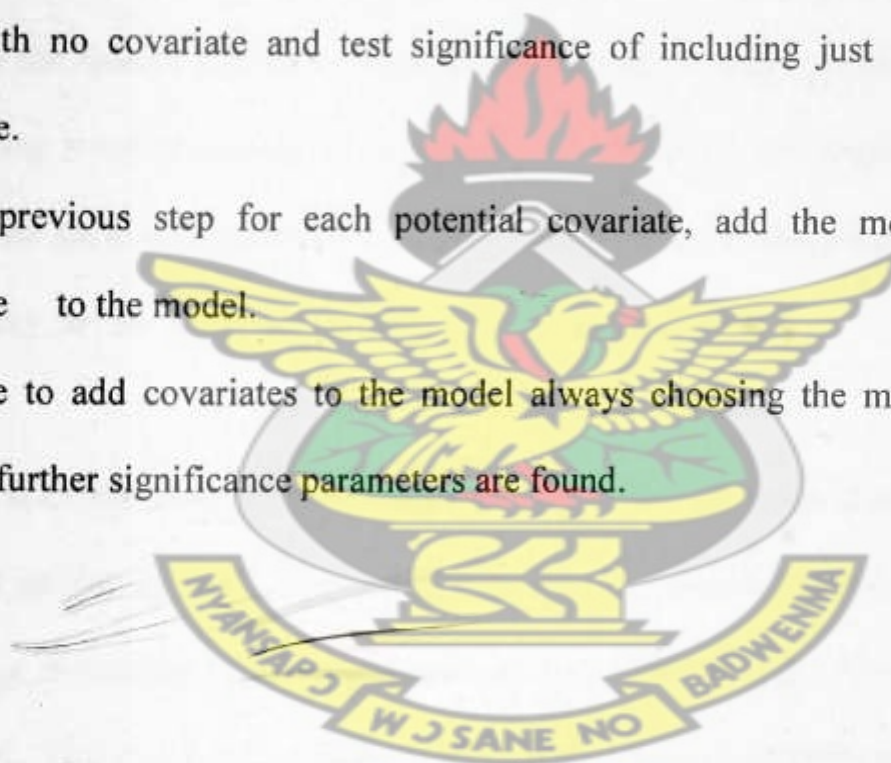 th no covariate and test significance of including just
e.
previous step for each potential covariate, add the m
e to the model.
e to add covariates to the model always choosing the m
further significance parameters are found.
NYANSAPƆ
W Ɔ SANE NO
BADWENMA